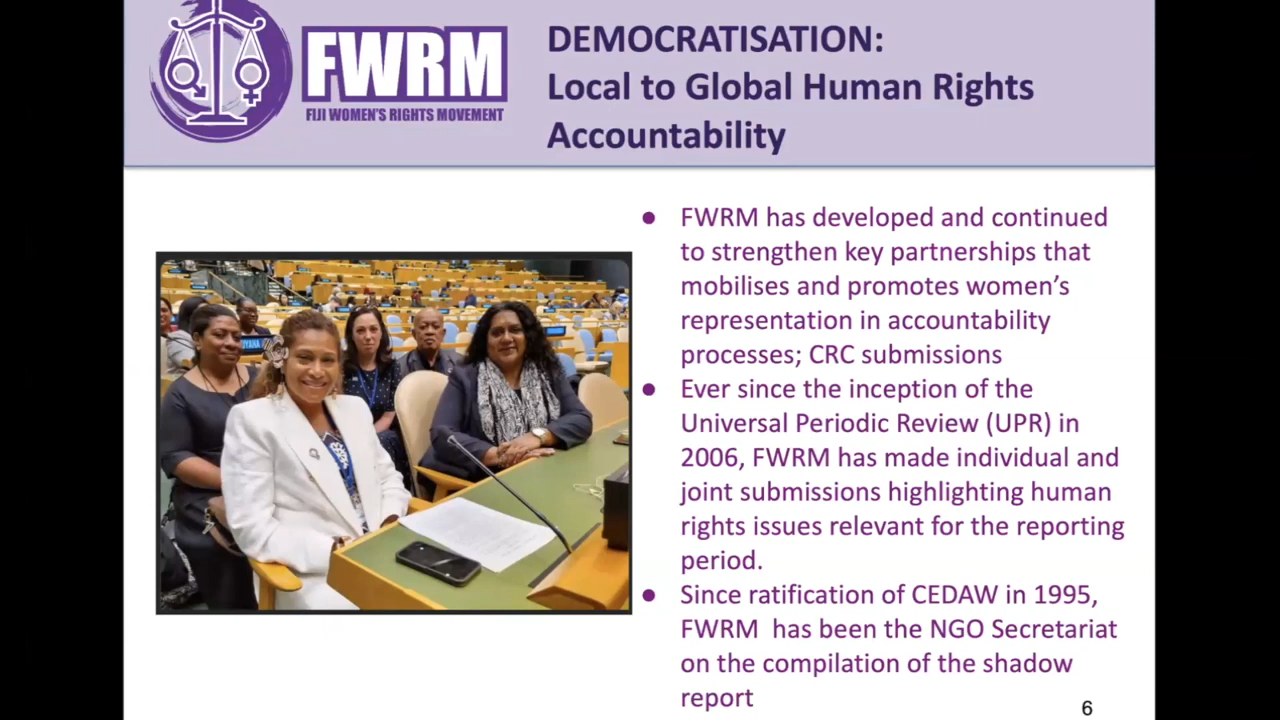 FWRM
FIJI WOMEN'S RIGHTS MOVEMENT
DEMOCRATISATION:
Local to Global Human Rights
Accountability
● FWRM has developed and continued
to strengthen key partnerships that
mobilises and promotes women's
representation in accountability
processes; CRC submissions
● Ever since the inception of the
Universal Periodic Review (UPR) in
2006, FWRM has made individual and
joint submissions highlighting human
rights issues relevant for the reporting
period.
● Since ratification of CEDAW in 1995,
FWRM  has been the NGO Secretariat
on the compilation of the shadow
report
6